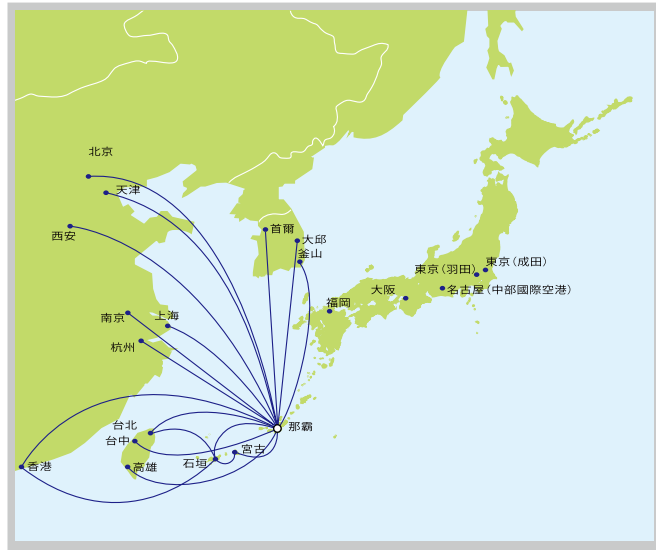 北京
天津
西安
首爾
大邱
釜山
東京(成田)
東京(羽田)
大阪
名古屋(中部國際空港)
福岡
南京
上海
杭州
台北
那霸
台中
宮古
香港
高雄
石垣